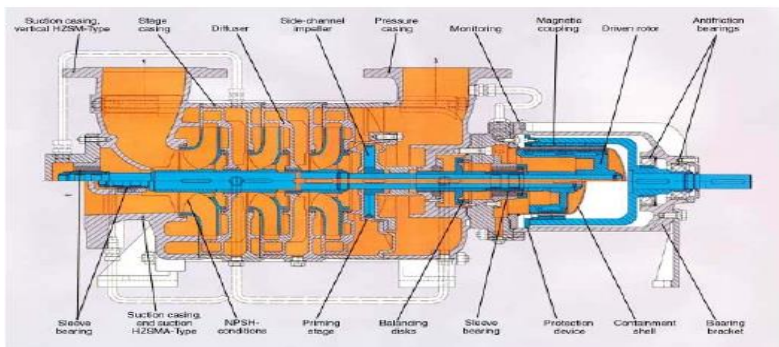 Suction casing,
vertical HZSM-Type
Stage
casing
Diffuser
Side-channel
impeller
Pressure
casing
Monitoring
Magnetic
coupling
Driven rotor
Antifriction
bearings
Sleeve
bearing
Suction casing,
end suction
HZSMA-Type
NPSH-
conditions
Priming
stage
Balancing
disks
Sleeve
bearing
Protection
device
Containment
shell
Bearing
bracket